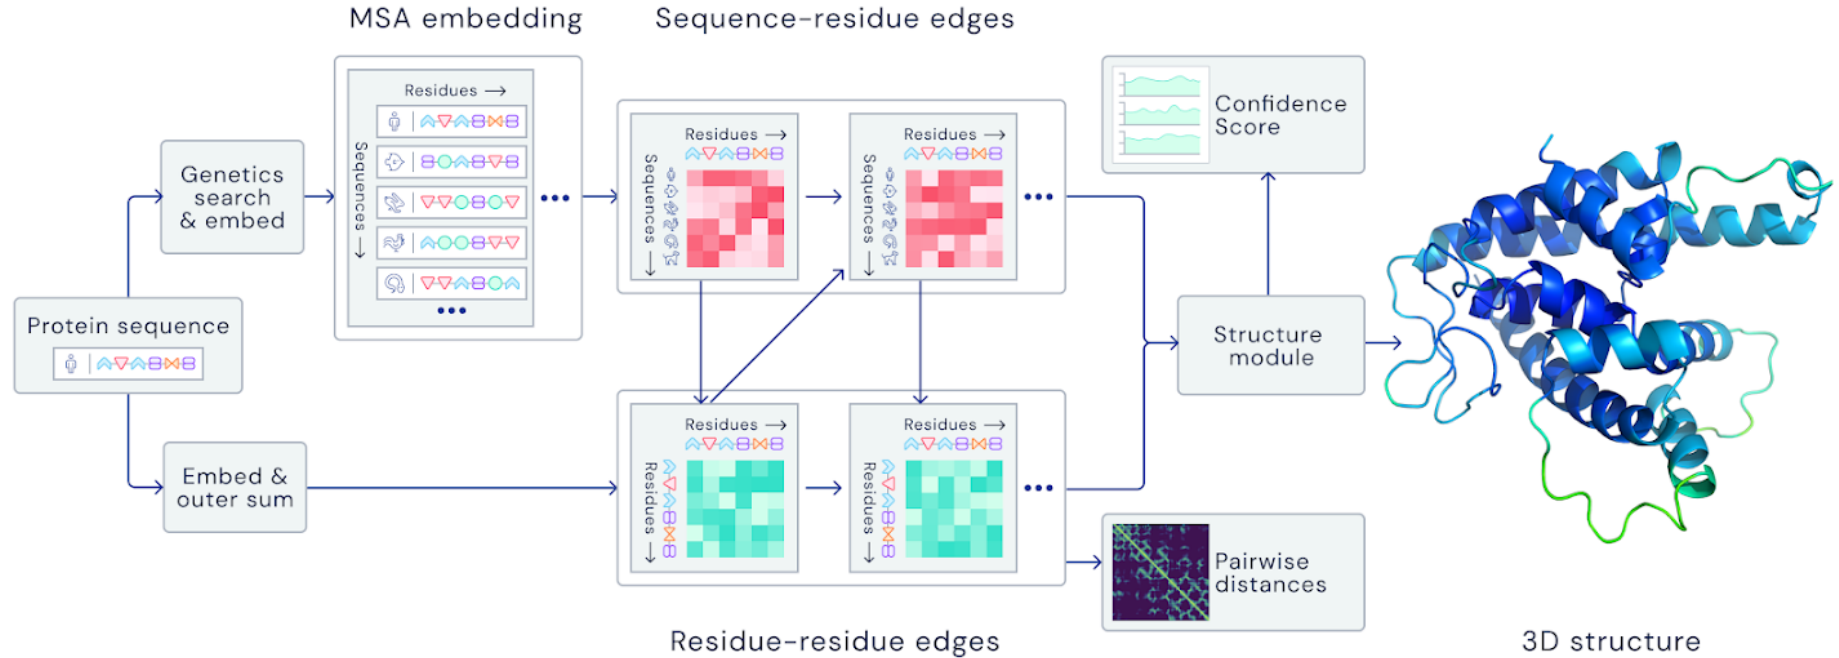 MSA embedding
Sequence-residue edges
Residues →
Sequences →
•••
•••
Genetics
search
& embed
Protein sequence
Embed &
outer sum
Residues →
Sequences →
Residues →
Sequences →
•••
Residues →
Residues →
Residues →
Residues →
•••
Confidence
Score
Structure
module
Pairwise
distances
Residue-residue edges
3D structure